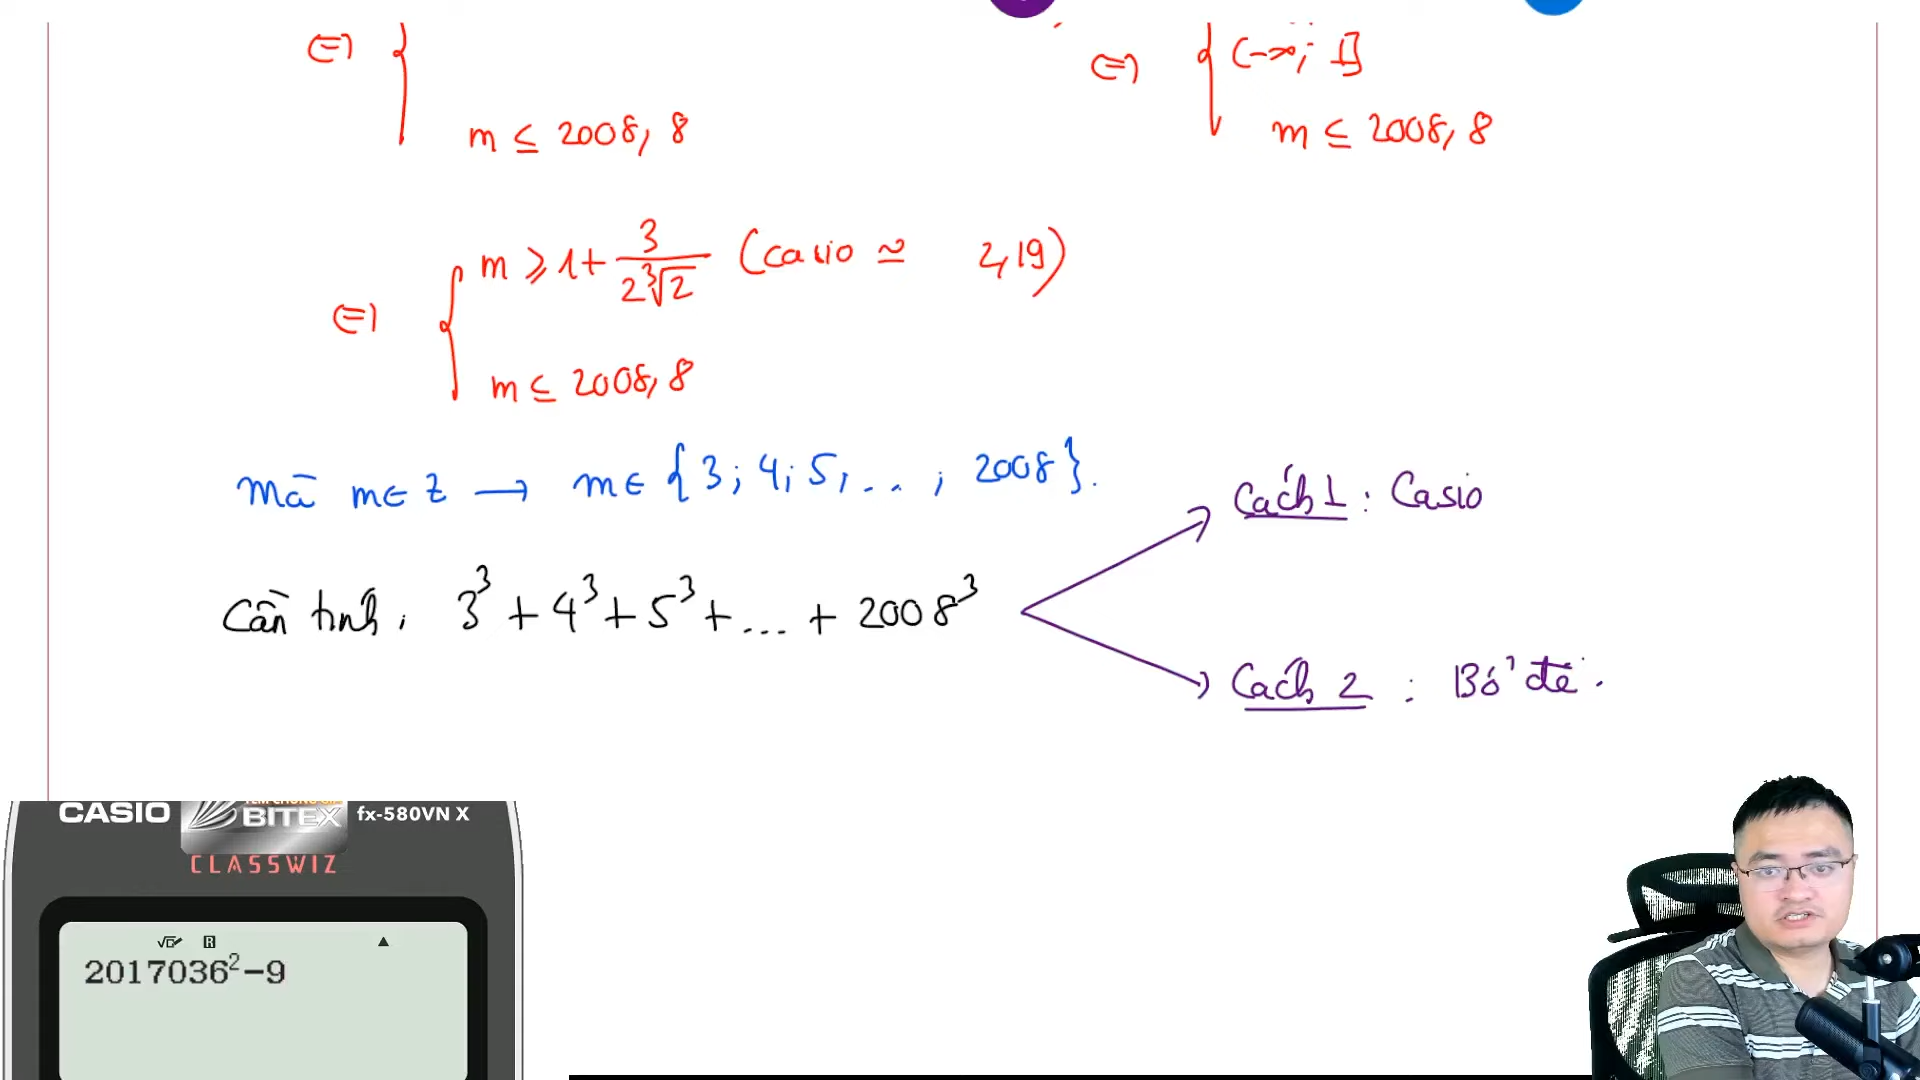 ⇔ {
m ≤ 2008,8
⇔ { (-∞; 1]
m ≤ 2008,8
⇔ { m ≥ 1 + 3/(2∛2) (casio ≃ 2,19)
m ≤ 2008,8
Mà m ∈ Z → m ∈ {3; 4; 5; ... ; 2008}.
Cần tính: 3³ + 4³ + 5³ + ... + 2008³
Cách 1 : Casio
Cách 2 : Bổ đề.
CASIO
BITEX
fx-580VN X
CLASSWIZ
√▱ R ▲
2017036²−9